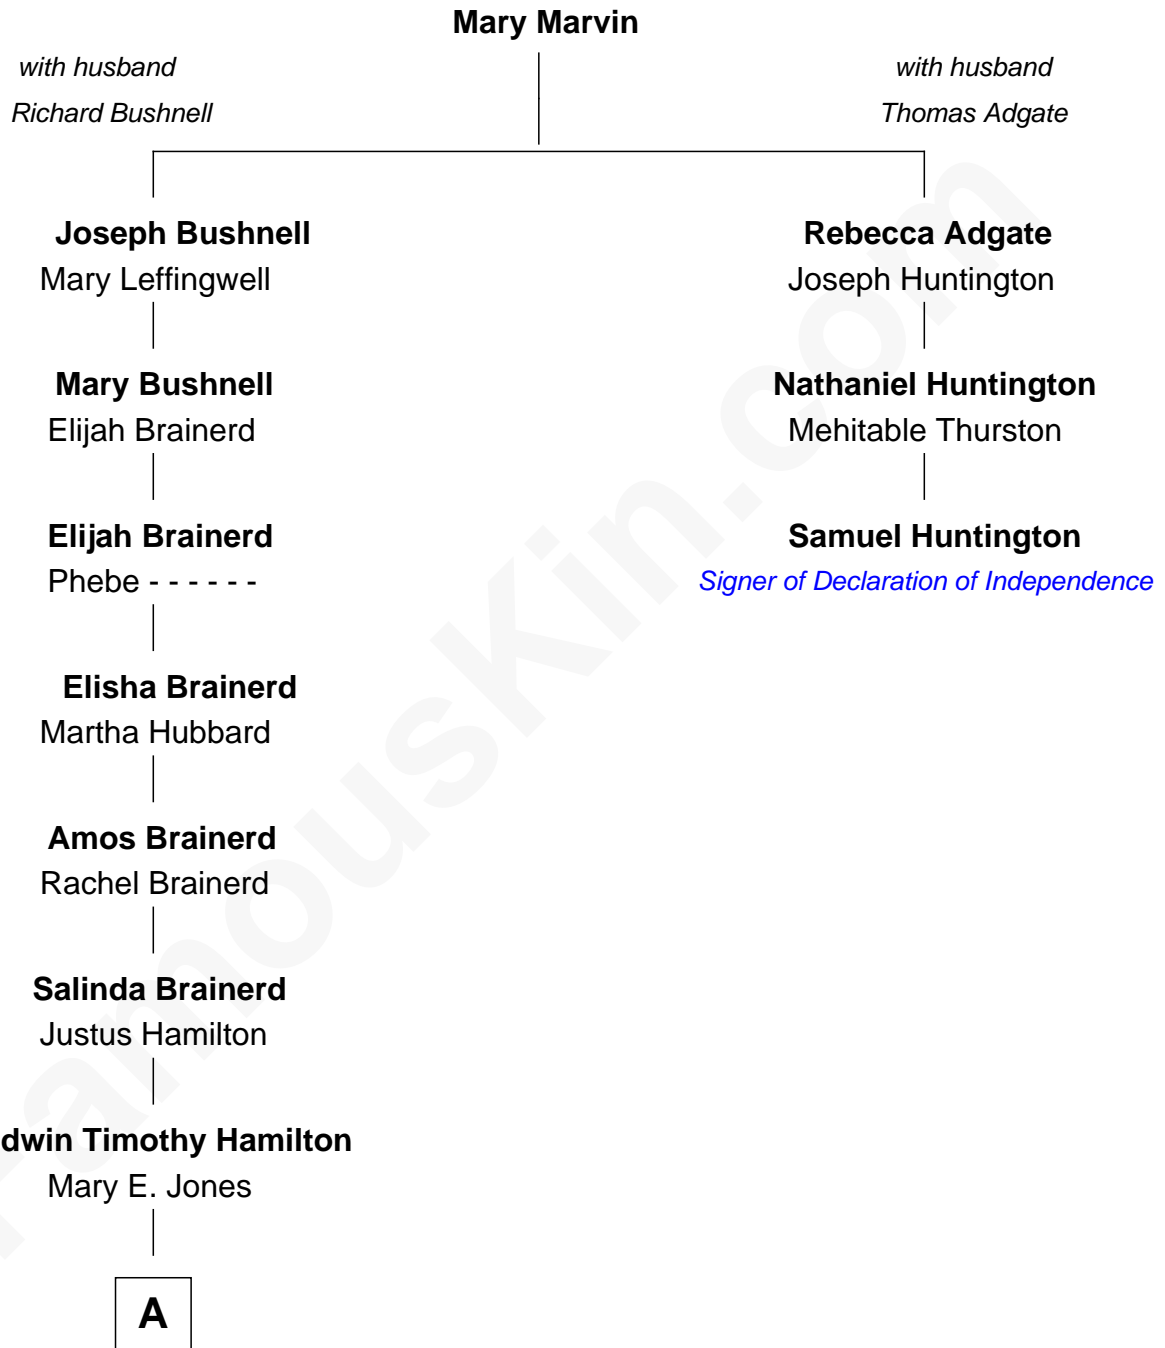 Mary Marvin
with husband
Richard Bushnell
with husband
Thomas Adgate
Joseph Bushnell
Mary Leffingwell
Rebecca Adgate
Joseph Huntington
Mary Bushnell
Elijah Brainerd
Nathaniel Huntington
Mehitable Thurston
Elijah Brainerd
Phebe - - - - - -
Samuel Huntington
Signer of Declaration of Independence
Elisha Brainerd
Martha Hubbard
Amos Brainerd
Rachel Brainerd
Salinda Brainerd
Justus Hamilton
dwin Timothy Hamilton
Mary E. Jones
A
FamousKin.com